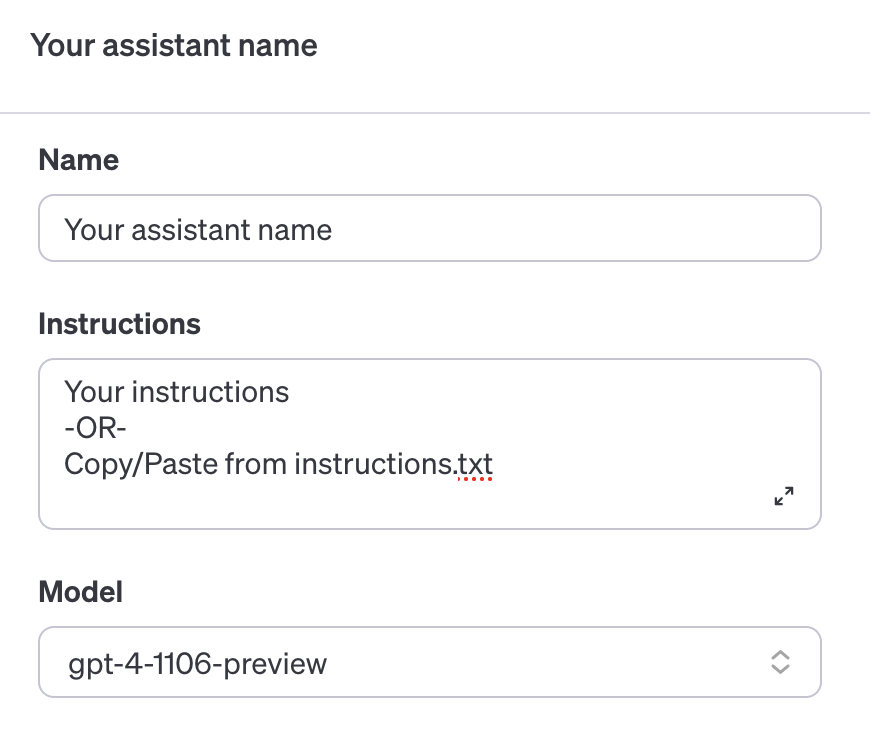 Your assistant name
Name
Your assistant name
Instructions
Your instructions
-OR-
Copy/Paste from instructions.txt
Model
gpt-4-1106-preview